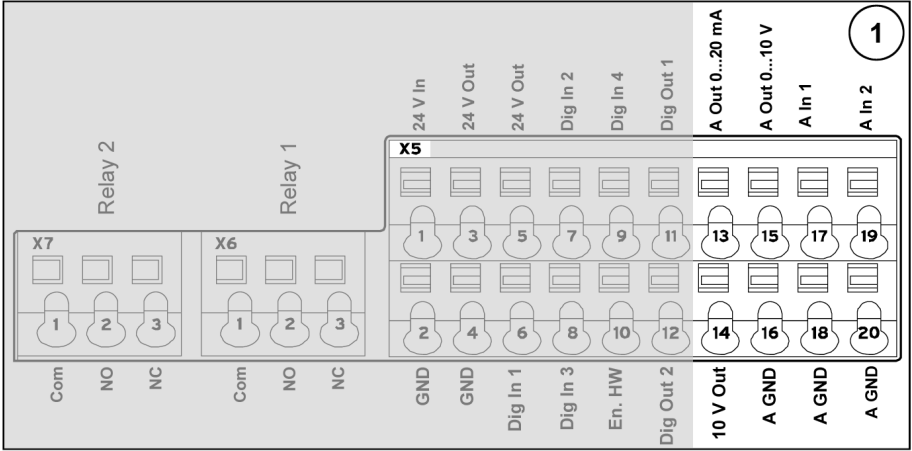 1
24 V In
24 V Out
24 V Out
Dig In 2
Dig In 4
Dig Out 1
A Out 0...20 mA
A Out 0...10 V
A In 1
A In 2
Relay 2
Relay 1
X5
1 3 5 7 9 11 13 15 17 19
X7
X6
1 2 3
1 2 3
2 4 6 8 10 12 14 16 18 20
Com
NO
NC
Com
NO
NC
GND
GND
Dig In 1
Dig In 3
En. HW
Dig Out 2
10 V Out
A GND
A GND
A GND